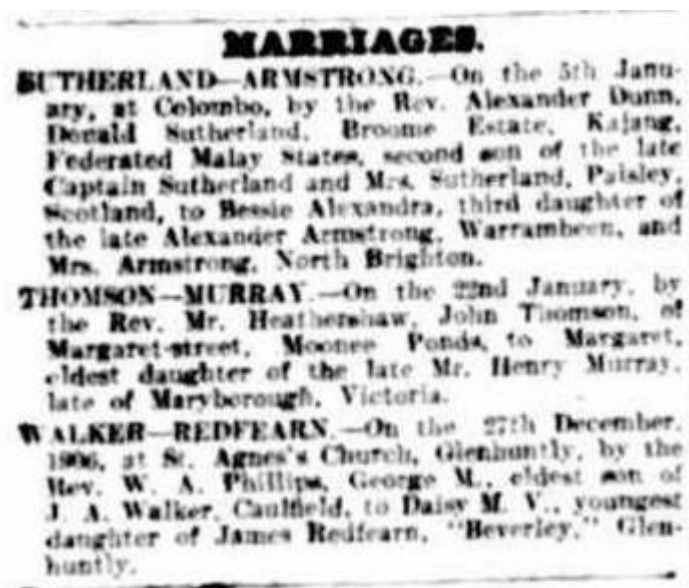 MARRIAGES.
SUTHERLAND—ARMSTRONG.—On the 5th Janu-
ary, at Colombo, by the Rev. Alexander Dunn,
Donald Sutherland, Broome Estate, Kajang,
Federated Malay States, second son of the late
Captain Sutherland and Mrs. Sutherland, Paisley,
Scotland, to Bessie Alexandra, third daughter of
the late Alexander Armstrong, Warrambeen, and
Mrs. Armstrong, North Brighton.
THOMSON—MURRAY.—On the 22nd January, by
the Rev. Mr. Heathershaw, John Thomson, of
Margaret-street, Moonee Ponds, to Margaret,
eldest daughter of the late Mr. Henry Murray,
late of Maryborough, Victoria.
WALKER—REDFEARN.—On the 27th December,
1906, at St. Agnes's Church, Glenhuntly, by the
Rev. W. A. Phillips, George M., eldest son of
J. A. Walker, Caulfield, to Daisy M. V., youngest
daughter of James Redfearn, "Beverley," Glen-
huntly.